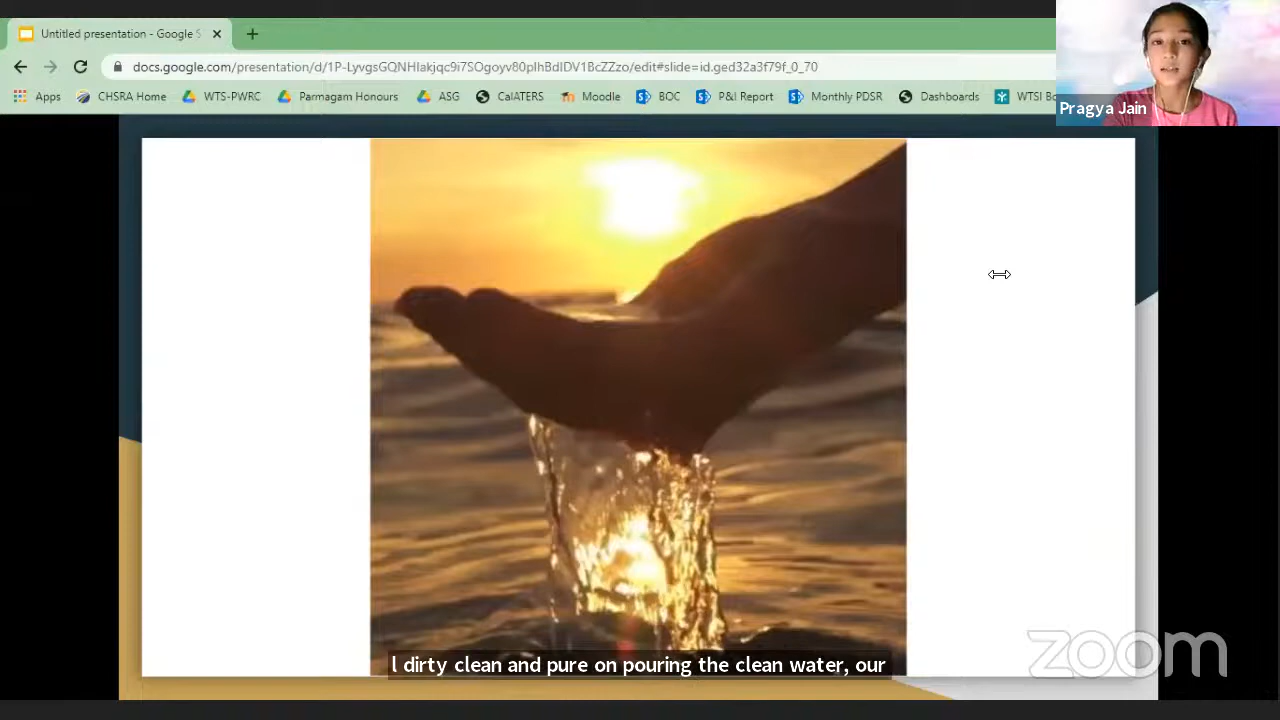 Untitled presentation - Google S
docs.google.com/presentation/d/1P-LyvgsGQNHlakjqc9i7SOgoyv80plhBdIDV1BcZZzo/edit#slide=id.ged32a3f79f_0_70
Apps CHSRA Home WTS-PWRC Parmagam Honours ASG CalATERS Moodle BOC P&I Report Monthly PDSR Dashboards WTSI Bo
Pragya Jain
l dirty clean and pure on pouring the clean water, our
zoom